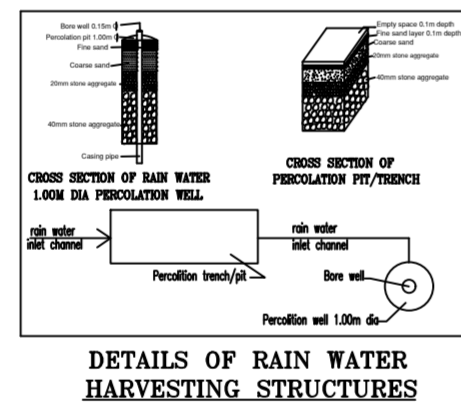 Bore well 0.15m
Percolation pit 1.00m
Fine sand
Coarse sand
20mm stone aggregate
40mm stone aggregate
Casing pipe
CROSS SECTION OF RAIN WATER
1.00M DIA PERCOLATION WELL
Empty space 0.1m depth
Fine sand layer 0.1m depth
Coarse sand
20mm stone aggregate
40mm stone aggregate
CROSS SECTION OF
PERCOLATION PIT/TRENCH
rain water
inlet channel
Percolition trench/pit
rain water
inlet channel
Bore well
Percolition well 1.00m dia
DETAILS OF RAIN WATER
HARVESTING STRUCTURES